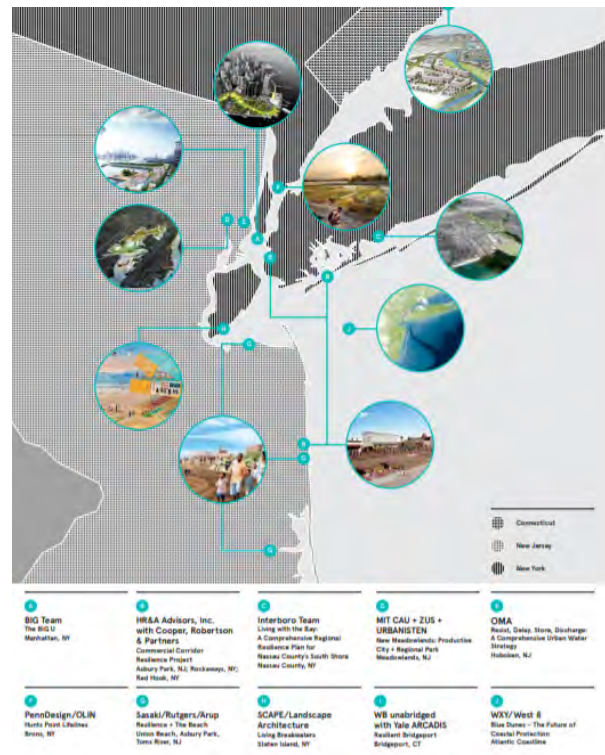 D
E
A
F
C
B
B
H
G
J
B
G
G
Connecticut
New Jersey
New York
A
BIG Team
The BIG U
Manhattan, NY
B
HR&A Advisors, Inc.
with Cooper, Robertson
& Partners
Commercial Corridor
Resilience Project
Asbury Park, NJ; Rockaways, NY;
Red Hook, NY
C
Interboro Team
Living with the Bay:
A Comprehensive Regional
Resilience Plan for
Nassau County's South Shore
Nassau County, NY
D
MIT CAU + ZUS +
URBANISTEN
New Meadowlands: Productive
City + Regional Park
Meadowlands, NJ
E
OMA
Resist, Delay, Store, Discharge:
A Comprehensive Urban Water
Strategy
Hoboken, NJ
F
PennDesign/OLIN
Hunts Point Lifelines
Bronx, NY
G
Sasaki/Rutgers/Arup
Resilience + The Beach
Union Beach, Asbury Park,
Toms River, NJ
H
SCAPE/Landscape
Architecture
Living Breakwaters
Staten Island, NY
I
WB unabridged
with Yale ARCADIS
Resilient Bridgeport
Bridgeport, CT
J
WXY/West 8
Blue Dunes – The Future of
Coastal Protection
Atlantic Coastline